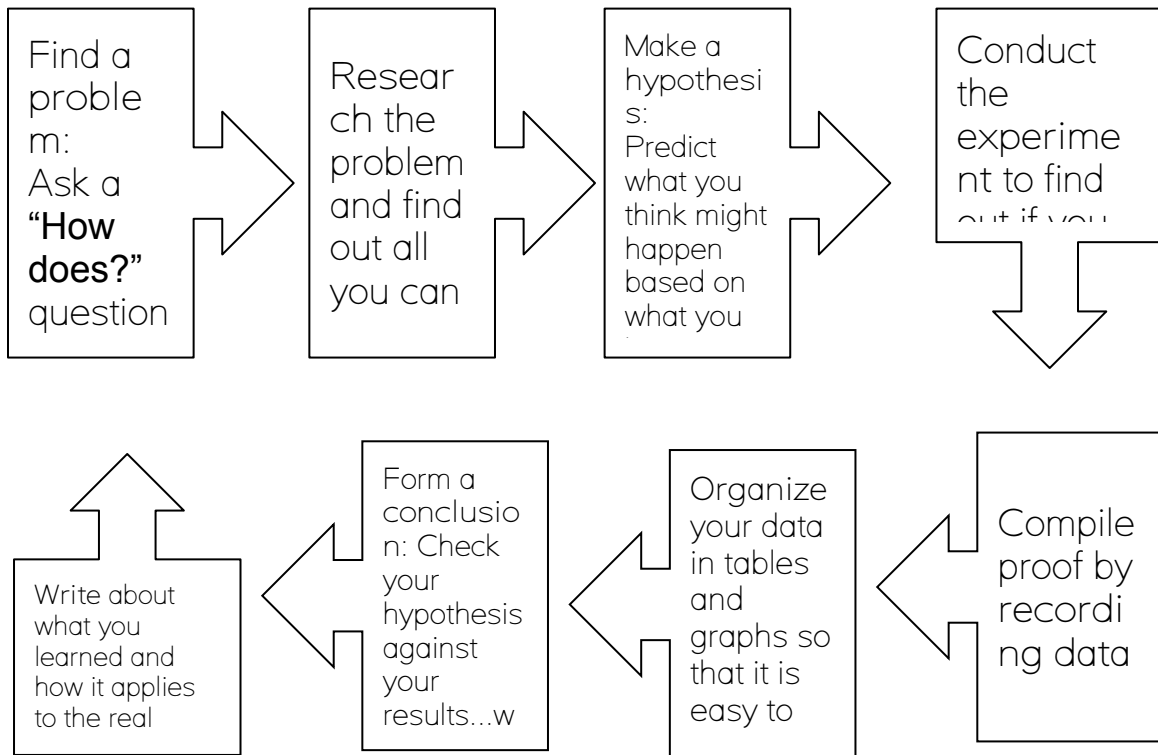 Find a
proble
m:
Ask a
“How
does?”
question
Resear
ch the
problem
and find
out all
you can
Make a
hypothesi
s:
Predict
what you
think might
happen
based on
what you
Conduct
the
experime
nt to find
out if you
Compile
proof by
recordi
ng data
Organize
your data
in tables
and
graphs so
that it is
easy to
Form a
conclusio
n: Check
your
hypothesis
against
your
results...w
Write about
what you
learned and
how it applies
to the real